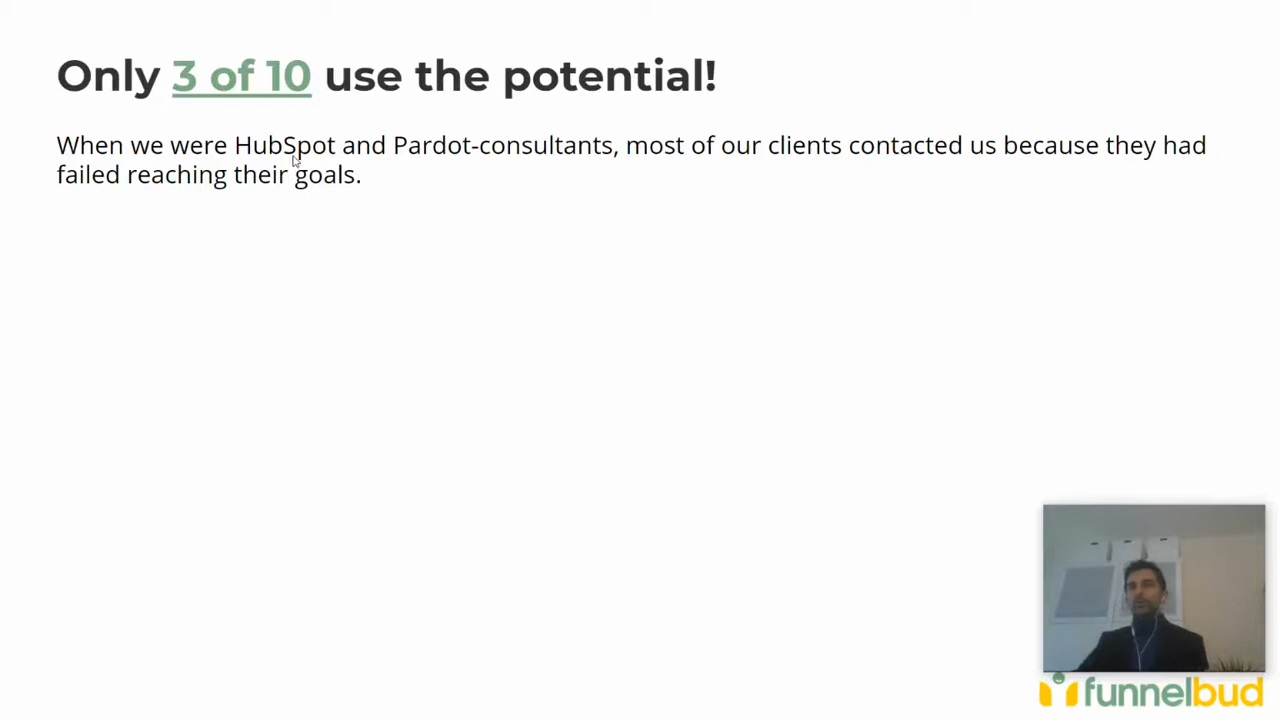 Only 3 of 10 use the potential!
When we were HubSpot and Pardot-consultants, most of our clients contacted us because they had
failed reaching their goals.
funnelbud